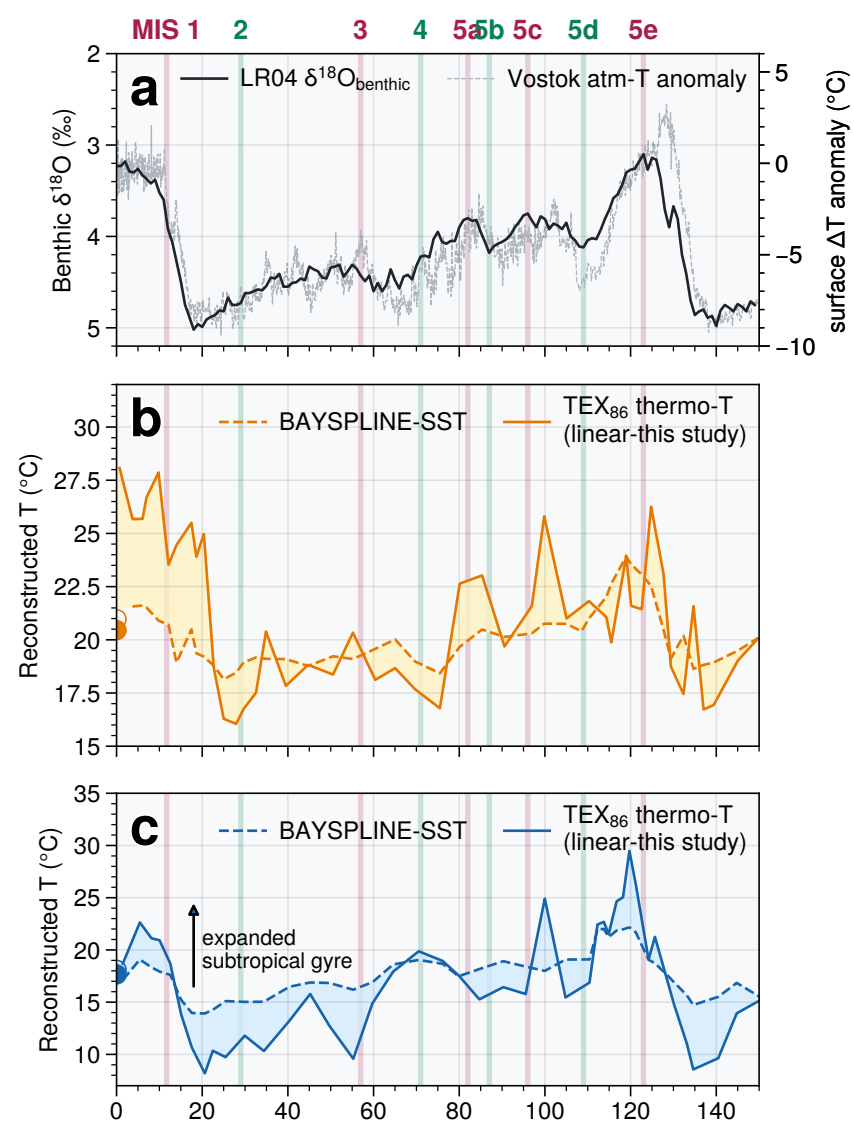 MIS 1 2 3 4 5a 5b 5c 5d 5e
a
LR04 δ¹⁸O_benthic
Vostok atm-T anomaly
Benthic δ¹⁸O (‰)
2
3
4
5
surface ΔT anomaly (°C)
5
0
−5
−10
b
BAYSPLINE-SST
TEX₈₆ thermo-T
(linear-this study)
Reconstructed T (°C)
30
27.5
25
22.5
20
17.5
15
c
BAYSPLINE-SST
TEX₈₆ thermo-T
(linear-this study)
expanded
subtropical gyre
Reconstructed T (°C)
35
30
25
20
15
10
0 20 40 60 80 100 120 140